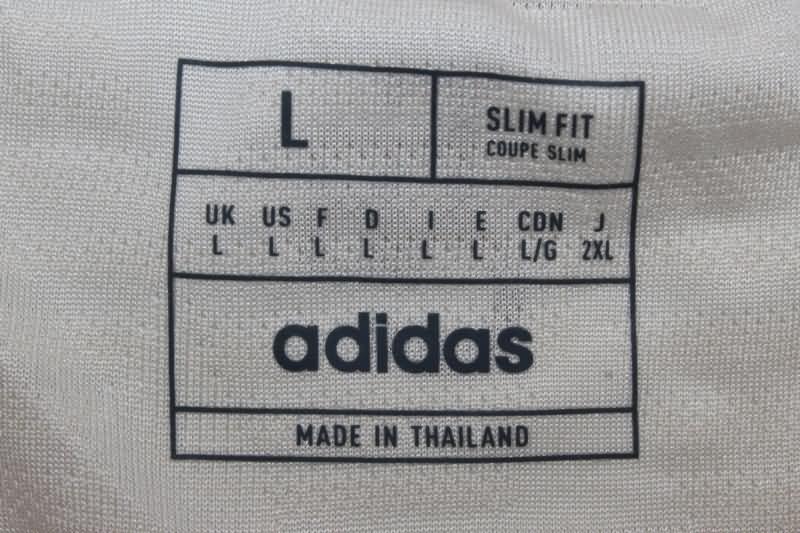 L
SLIM FIT
COUPE SLIM
UK US F D I E CDN J
L L L L L L L/G 2XL
adidas
MADE IN THAILAND